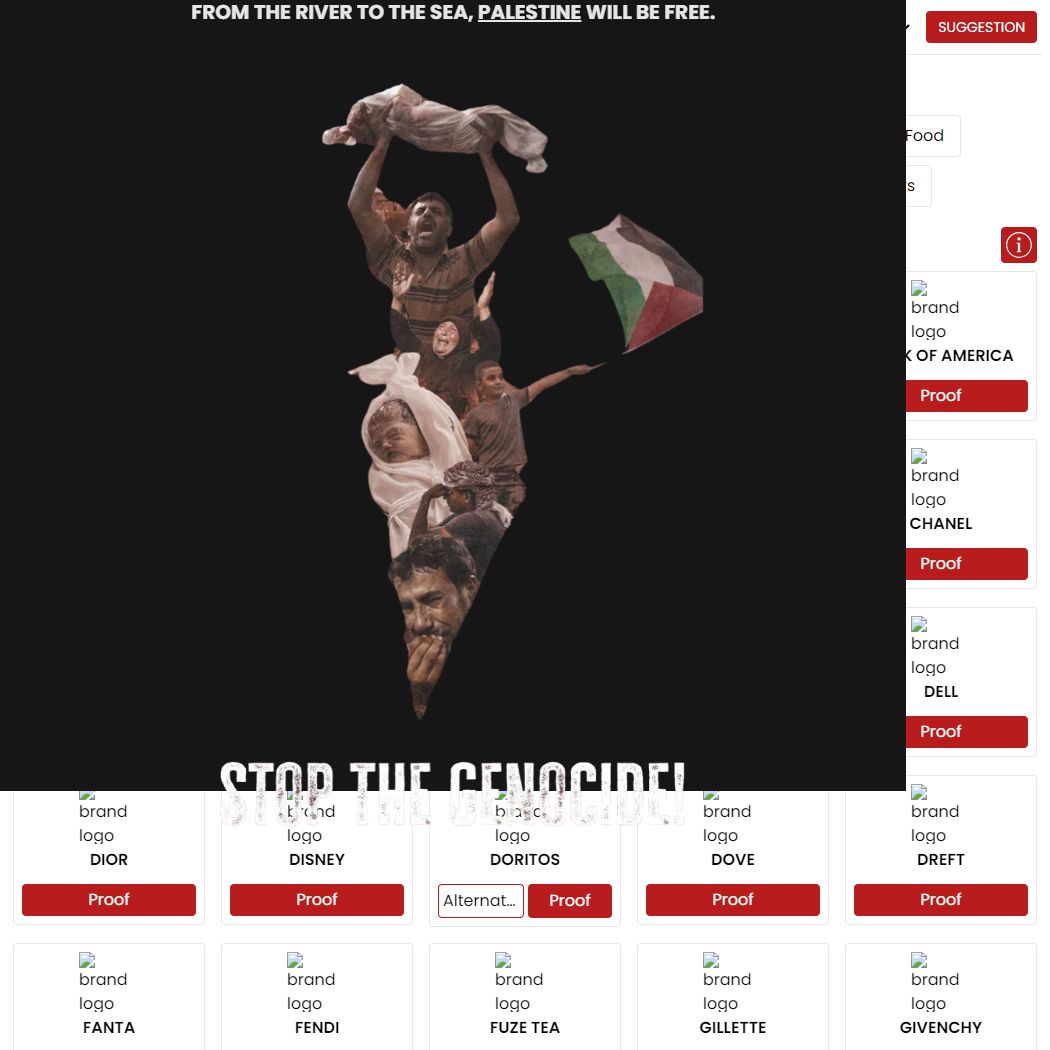 FROM THE RIVER TO THE SEA, PALESTINE WILL BE FREE.
SUGGESTION
Food
brand
logo
K OF AMERICA
Proof
brand
logo
CHANEL
Proof
brand
logo
DELL
Proof
STOP THE GENOCIDE!
brand
logo
DIOR
Proof
brand
logo
DISNEY
Proof
brand
logo
DORITOS
Alternat...
Proof
brand
logo
DOVE
Proof
brand
logo
DREFT
Proof
brand
logo
FANTA
brand
logo
FENDI
brand
logo
FUZE TEA
brand
logo
GILLETTE
brand
logo
GIVENCHY